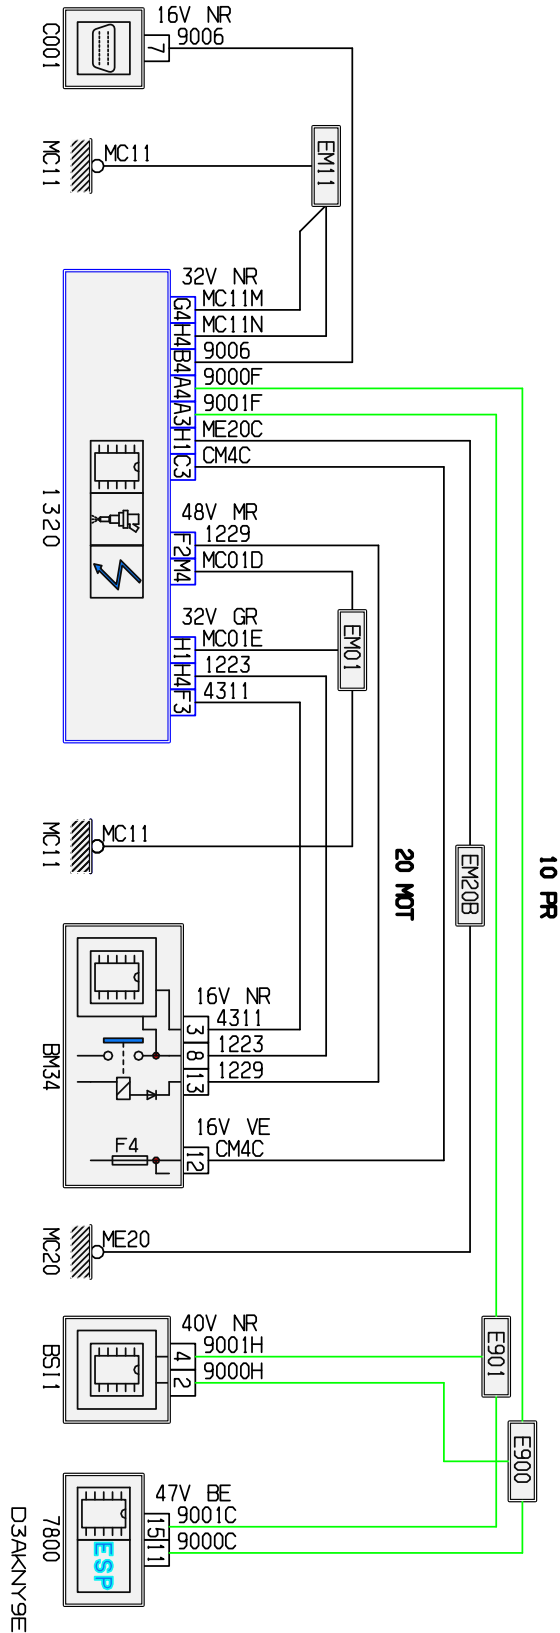 16V NR
9006
7
C001
MC11
MC11
EM11
32V NR
G4 MC11M
H4 MC11N
B4 9006
A4 9000F
A3 9001F
H1 ME20C
C3 CM4C
1320
48V MR
F2 1229
M4 MC01D
32V GR
H1 MC01E
H4 1223
F3 4311
EM01
MC11
MC11
20 MOT
EM20B
10 PR
16V NR
3 4311
8 1223
13 1229
BM34
16V VE
F4
12 CM4C
ME20
MC20
40V NR
4 9001H
2 9000H
BSI1
E901
E900
47V BE
15 9001C
11 9000C
ESP
7800
D3AKNY9E